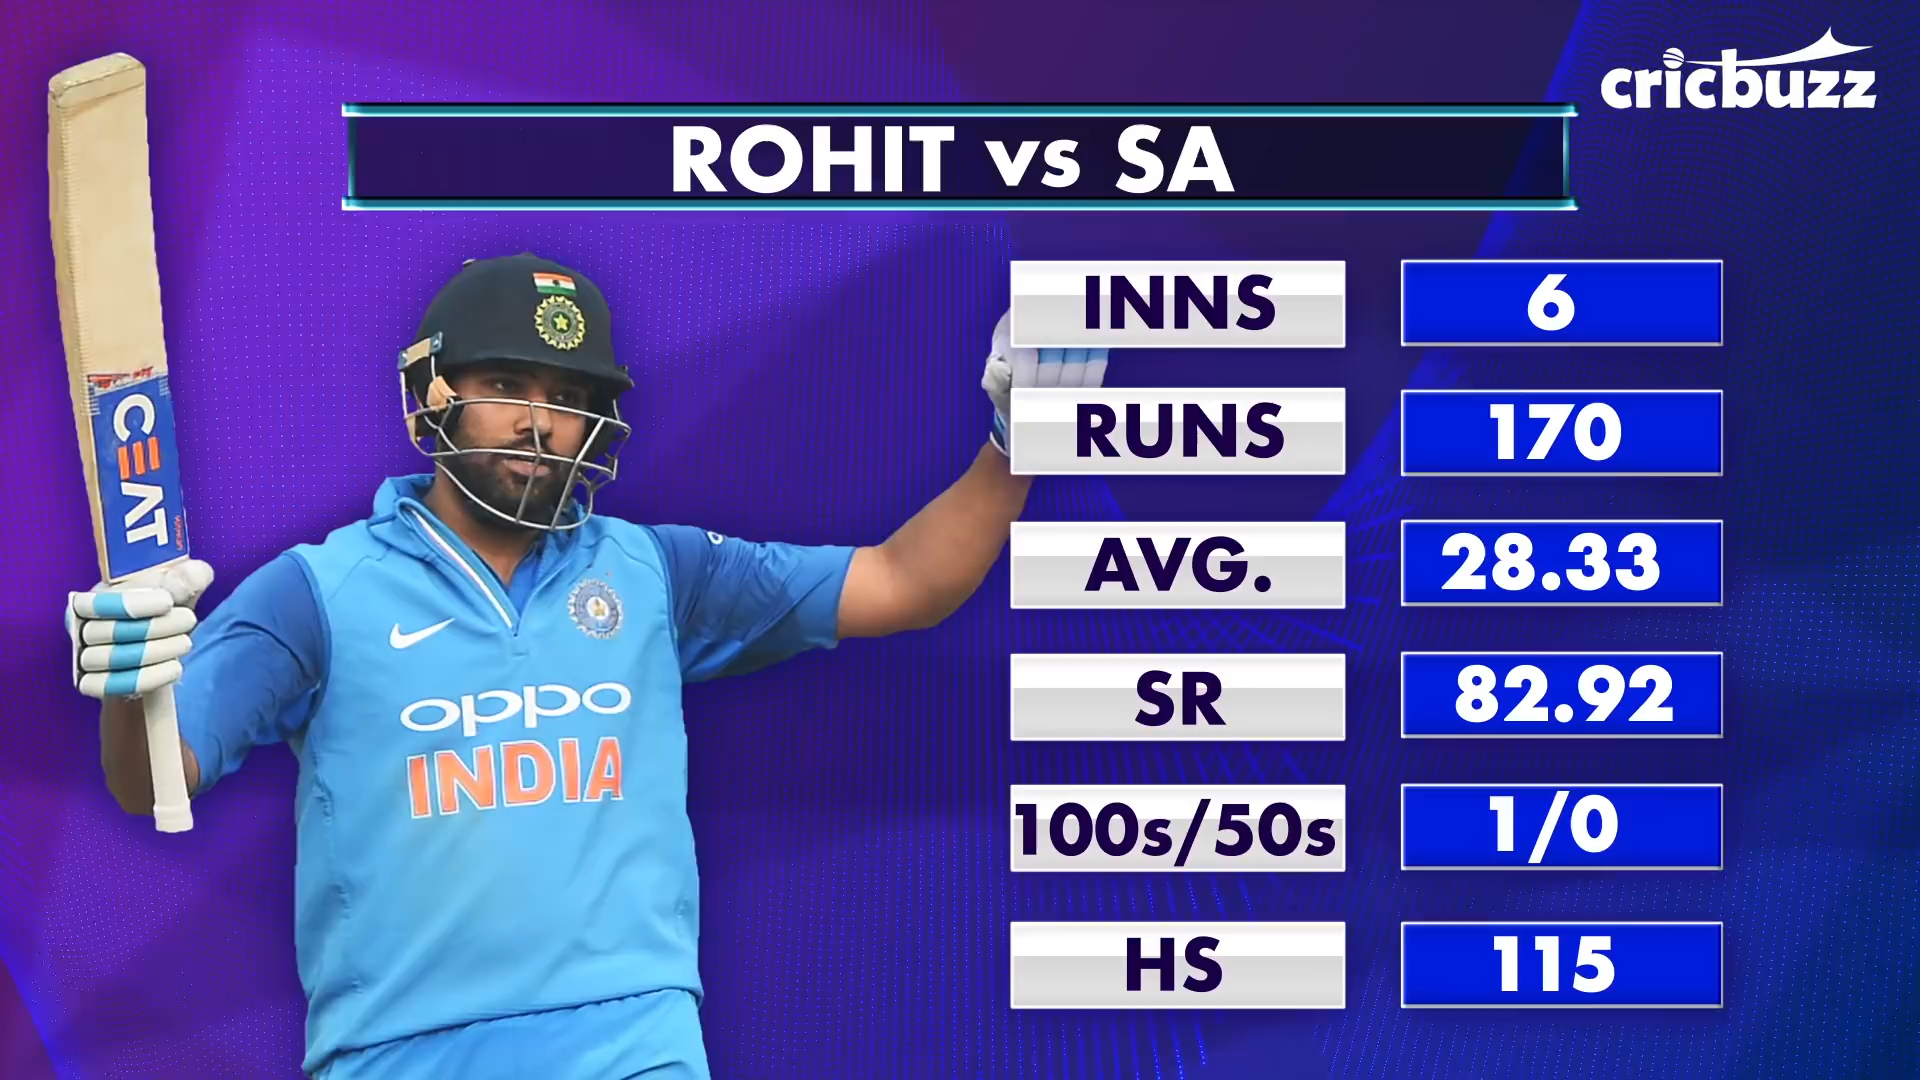 cricbuzz
ROHIT vs SA
INNS 6
RUNS 170
AVG. 28.33
SR 82.92
100s/50s 1/0
HS 115
CEAT
oppo
INDIA